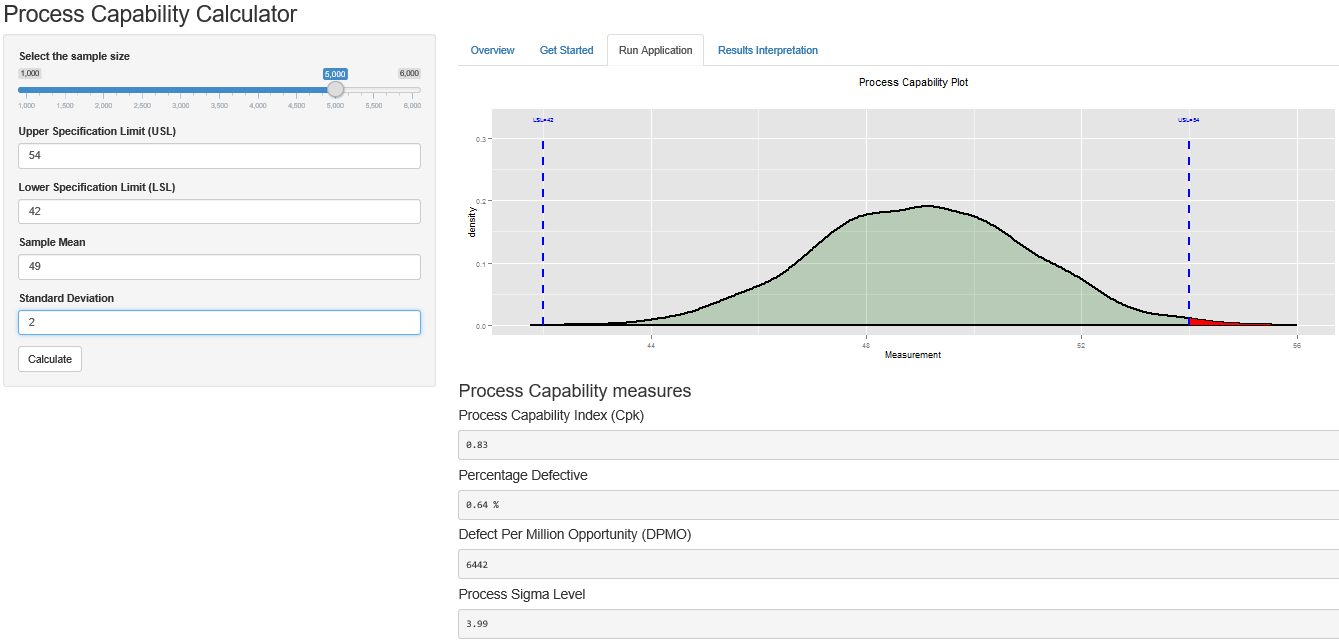 Process Capability Calculator
Select the sample size
1,000 5,000 6,000
1,000 1,500 2,000 2,500 3,000 3,500 4,000 4,500 5,000 5,500 6,000
Upper Specification Limit (USL)
54
Lower Specification Limit (LSL)
42
Sample Mean
49
Standard Deviation
2
Calculate
Overview Get Started Run Application Results Interpretation
Process Capability Plot
LSL=42 USL=54
0.3
0.2
0.1
0.0
density
44 48 52 56
Measurement
Process Capability measures
Process Capability Index (Cpk)
0.83
Percentage Defective
0.64 %
Defect Per Million Opportunity (DPMO)
6442
Process Sigma Level
3.99